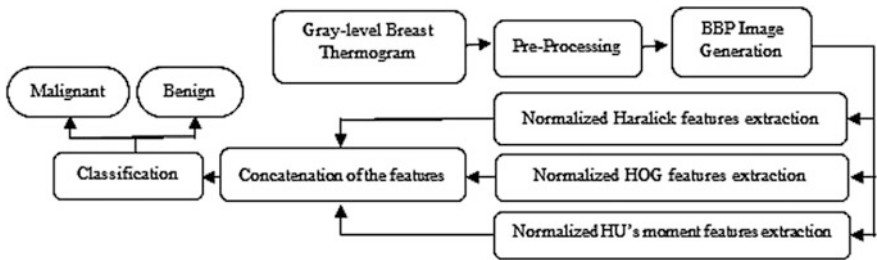 Gray-level Breast
Thermogram
Pre-Processing
BBP Image
Generation
Malignant
Benign
Normalized Haralick features extraction
Classification
Concatenation of the features
Normalized HOG features extraction
Normalized HU's moment features extraction